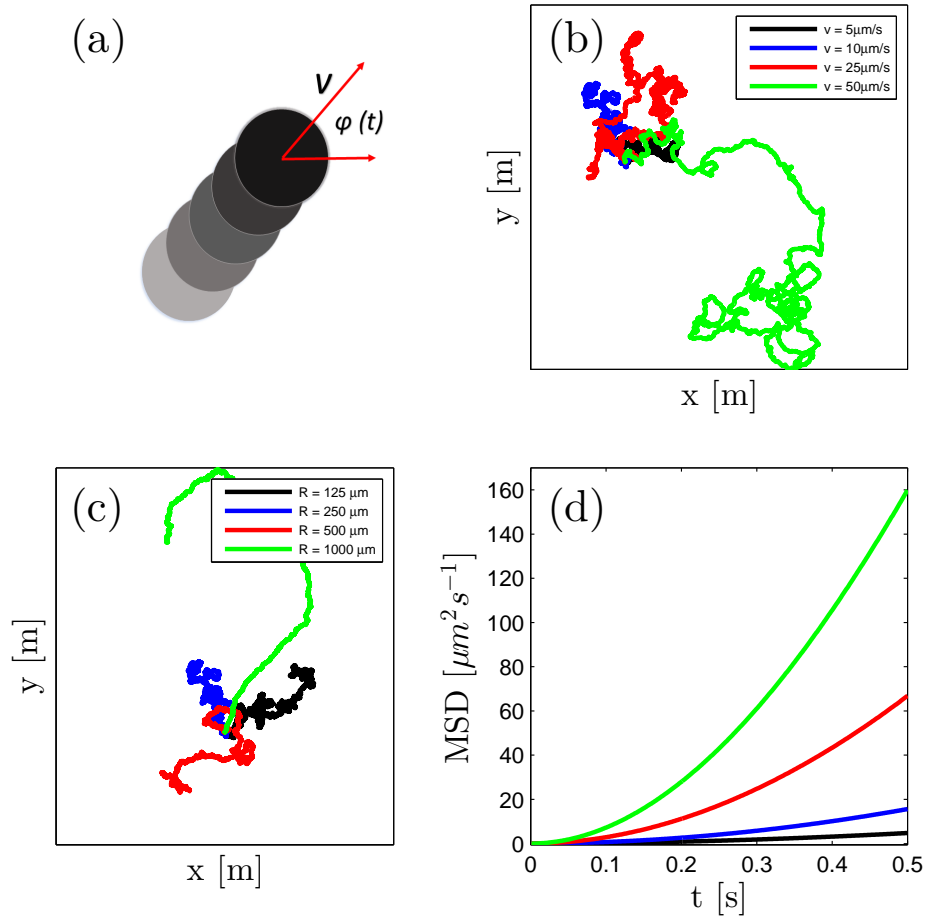 (a)
V
φ (t)
(b)
v = 5μm/s
v = 10μm/s
v = 25μm/s
v = 50μm/s
y [m]
x [m]
(c)
R = 125 μm
R = 250 μm
R = 500 μm
R = 1000 μm
y [m]
x [m]
(d)
MSD [μm²s⁻¹]
160
140
120
100
80
60
40
20
0
0 0.1 0.2 0.3 0.4 0.5
t [s]